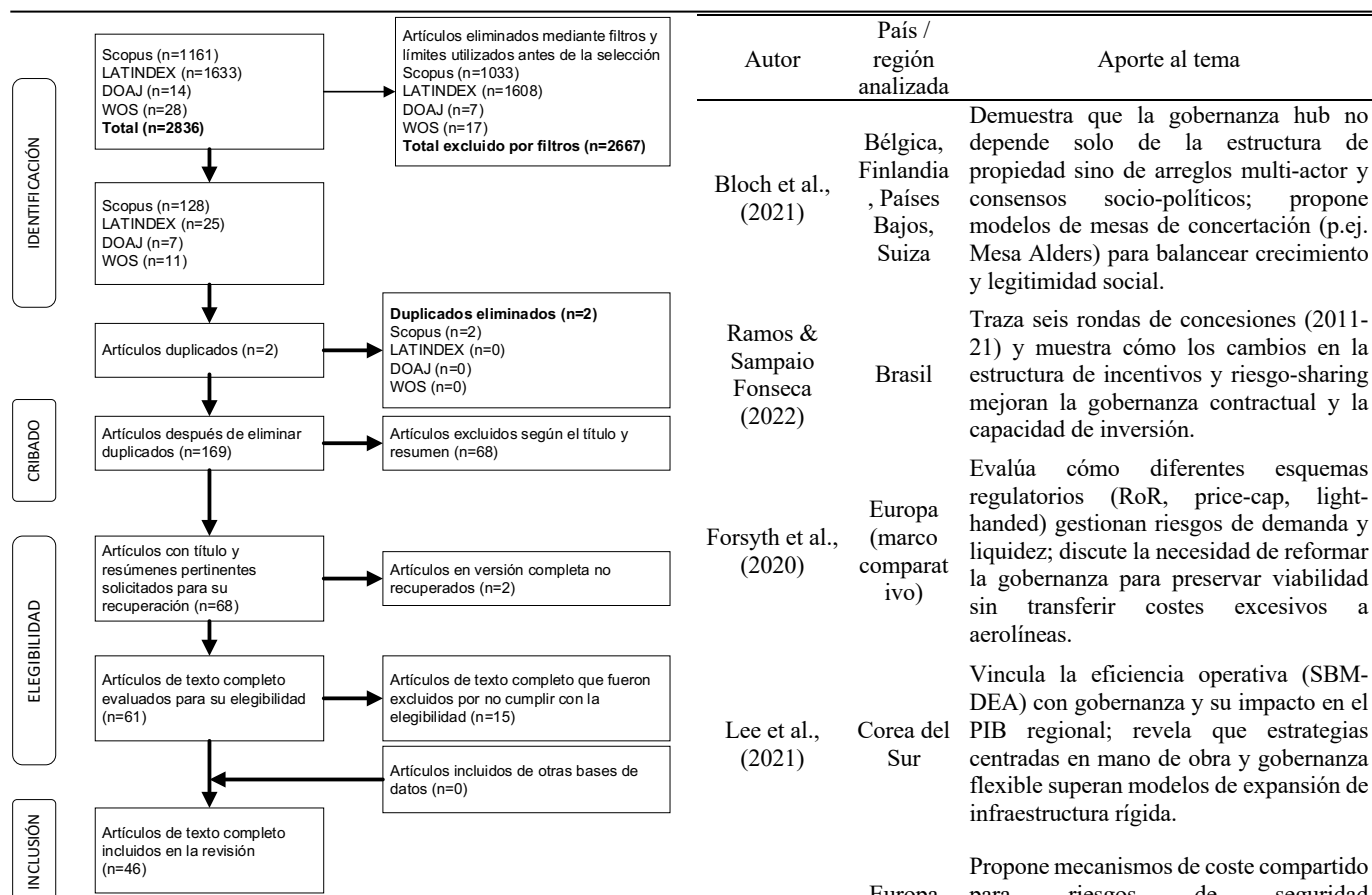 IDENTIFICACIÓN
Scopus (n=1161)
LATINDEX (n=1633)
DOAJ (n=14)
WOS (n=28)
Total (n=2836)
Artículos eliminados mediante filtros y
límites utilizados antes de la selección
Scopus (n=1033)
LATINDEX (n=1608)
DOAJ (n=7)
WOS (n=17)
Total excluido por filtros (n=2667)
Scopus (n=128)
LATINDEX (n=25)
DOAJ (n=7)
WOS (n=11)
Artículos duplicados (n=2)
Duplicados eliminados (n=2)
Scopus (n=2)
LATINDEX (n=0)
DOAJ (n=0)
WOS (n=0)
CRIBADO
Artículos después de eliminar
duplicados (n=169)
Artículos excluidos según el título y
resumen (n=68)
ELEGIBILIDAD
Artículos con título y
resúmenes pertinentes
solicitados para su
recuperación (n=68)
Artículos en versión completa no
recuperados (n=2)
Artículos de texto completo
evaluados para su elegibilidad
(n=61)
Artículos de texto completo que fueron
excluidos por no cumplir con la
elegibilidad (n=15)
Artículos incluidos de otras bases de
datos (n=0)
INCLUSIÓN
Artículos de texto completo
incluidos en la revisión
(n=46)
Autor
País /
región
analizada
Aporte al tema
Bloch et al.,
(2021)
Bélgica,
Finlandia
, Países
Bajos,
Suiza
Demuestra que la gobernanza hub no
depende solo de la estructura de
propiedad sino de arreglos multi-actor y
consensos socio-políticos; propone
modelos de mesas de concertación (p.ej.
Mesa Alders) para balancear crecimiento
y legitimidad social.
Ramos &
Sampaio
Fonseca
(2022)
Brasil
Traza seis rondas de concesiones (2011-
21) y muestra cómo los cambios en la
estructura de incentivos y riesgo-sharing
mejoran la gobernanza contractual y la
capacidad de inversión.
Forsyth et al.,
(2020)
Europa
(marco
comparat
ivo)
Evalúa cómo diferentes esquemas
regulatorios (RoR, price-cap, light-
handed) gestionan riesgos de demanda y
liquidez; discute la necesidad de reformar
la gobernanza para preservar viabilidad
sin transferir costes excesivos a
aerolíneas.
Lee et al.,
(2021)
Corea del
Sur
Vincula la eficiencia operativa (SBM-
DEA) con gobernanza y su impacto en el
PIB regional; revela que estrategias
centradas en mano de obra y gobernanza
flexible superan modelos de expansión de
infraestructura rígida.
Europa
Propone mecanismos de coste compartido
para riesgos de seguridad